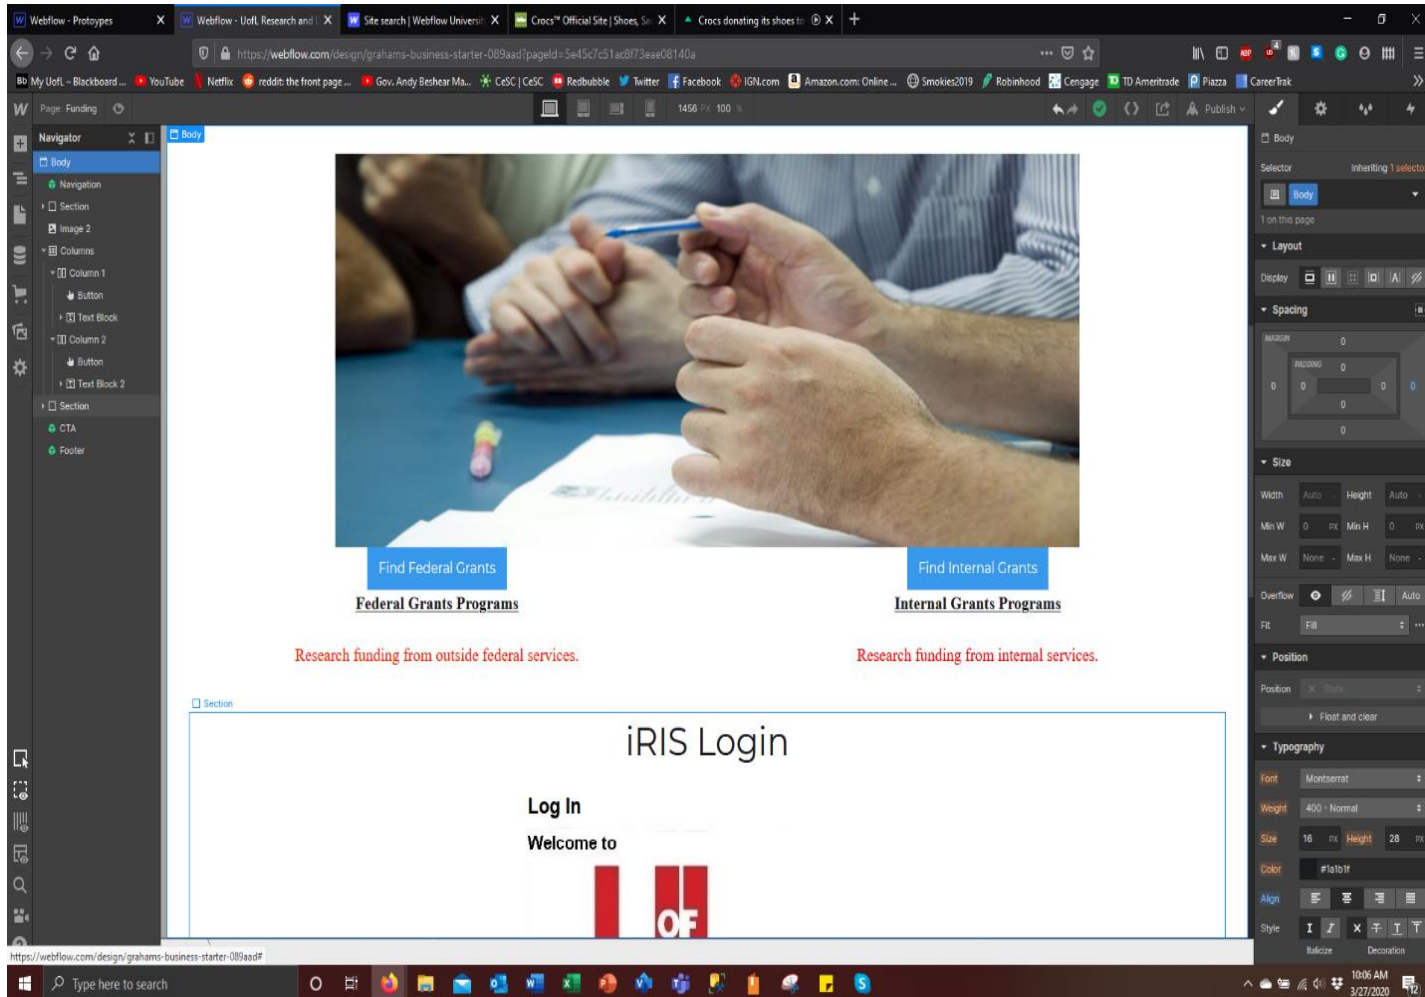 Webflow - Protoypes
Webflow - UofL Research and
Site search | Webflow Universit
Crocs™ Official Site | Shoes, Sa
Crocs donating its shoes to
https://webflow.com/design/grahams-business-starter-089aad?pageId=5e45c7c51ac8f73eae08140a
My UofL – Blackboard ... YouTube Netflix reddit: the front page ... Gov. Andy Beshear Ma... CeSC | CeSC Redbubble Twitter Facebook IGN.com Amazon.com: Online ... Smokies2019 Robinhood Cengage TD Ameritrade Piazza CareerTrak
Page: Funding
1456 PX 100 %
Publish
Navigator
Body
Navigation
Section
Image 2
Columns
Column 1
Button
Text Block
Column 2
Button
Text Block 2
Section
CTA
Footer
Body
Find Federal Grants
Find Internal Grants
Federal Grants Programs
Internal Grants Programs
Research funding from outside federal services.
Research funding from internal services.
Section
iRIS Login
Log In
Welcome to
OF
Body
Selector Inheriting 1 selecto
Body
1 on this page
Layout
Display
Spacing
MARGIN 0
PADDING 0
0 0 0 0
0
0
Size
Width Auto - Height Auto -
Min W 0 PX Min H 0 PX
Max W None - Max H None -
Overflow Auto
Fit Fill
Position
Position Static
Float and clear
Typography
Font Montserrat
Weight 400 - Normal
Size 16 PX Height 28 PX
Color #1a1b1f
Align
Style
Italicize Decoration
https://webflow.com/design/grahams-business-starter-089aad#
Type here to search
10:06 AM
3/27/2020